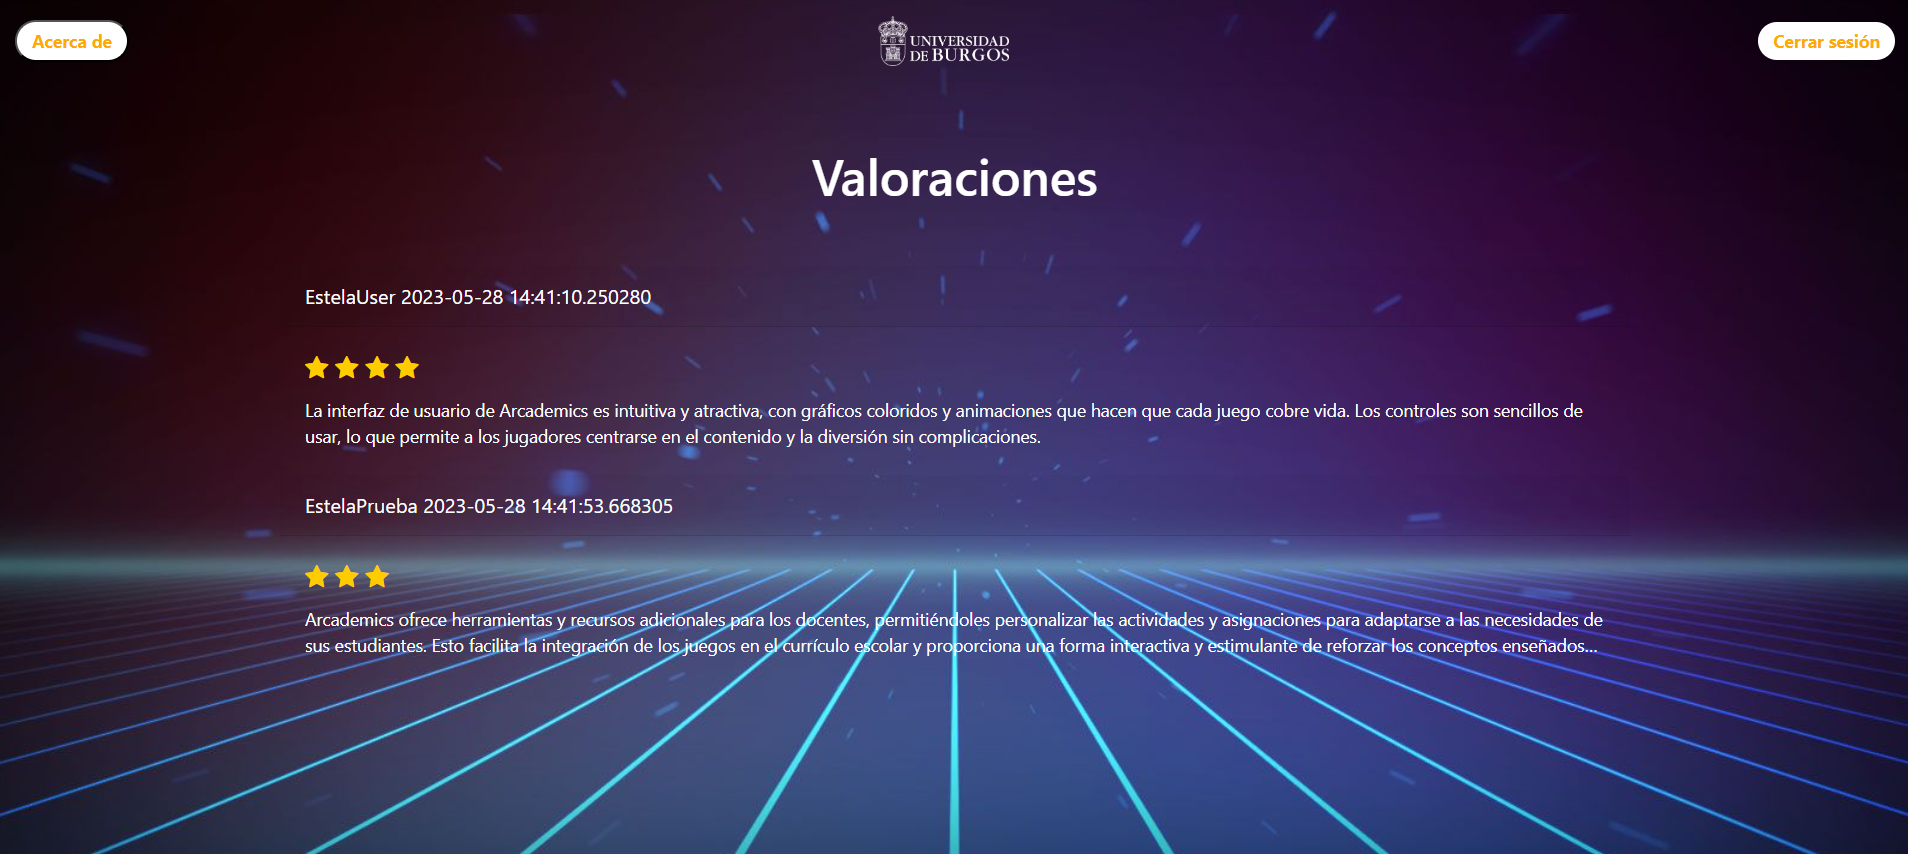 Acerca de
UNIVERSIDAD
DE BURGOS
Cerrar sesión
Valoraciones
EstelaUser 2023-05-28 14:41:10.250280
La interfaz de usuario de Arcademics es intuitiva y atractiva, con gráficos coloridos y animaciones que hacen que cada juego cobre vida. Los controles son sencillos de
usar, lo que permite a los jugadores centrarse en el contenido y la diversión sin complicaciones.
EstelaPrueba 2023-05-28 14:41:53.668305
Arcademics ofrece herramientas y recursos adicionales para los docentes, permitiéndoles personalizar las actividades y asignaciones para adaptarse a las necesidades de
sus estudiantes. Esto facilita la integración de los juegos en el currículo escolar y proporciona una forma interactiva y estimulante de reforzar los conceptos enseñados...